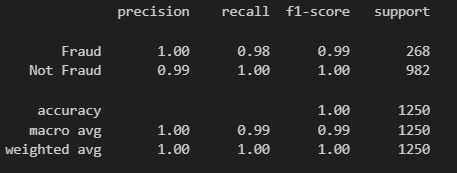 precision recall f1-score support
Fraud 1.00 0.98 0.99 268
Not Fraud 0.99 1.00 1.00 982
accuracy 1.00 1250
macro avg 1.00 0.99 0.99 1250
weighted avg 1.00 1.00 1.00 1250